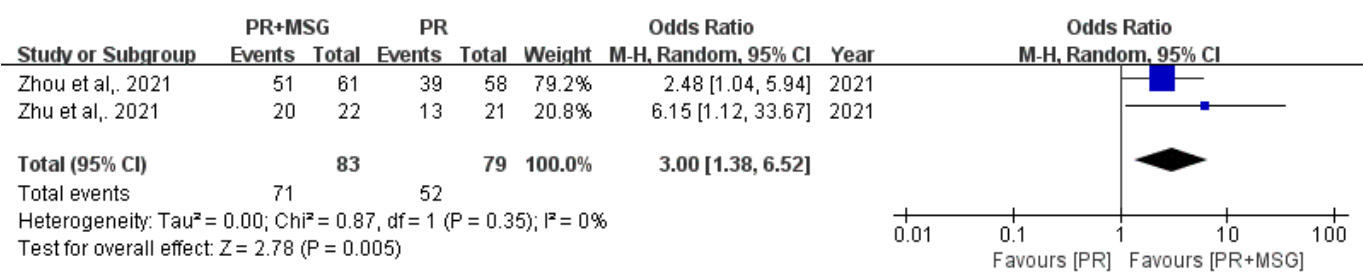 PR+MSG PR Odds Ratio Odds Ratio
Study or Subgroup Events Total Events Total Weight M-H, Random, 95% CI Year M-H, Random, 95% CI
Zhou et al,. 2021 51 61 39 58 79.2% 2.48 [1.04, 5.94] 2021
Zhu et al,. 2021 20 22 13 21 20.8% 6.15 [1.12, 33.67] 2021
Total (95% CI) 83 79 100.0% 3.00 [1.38, 6.52]
Total events 71 52
Heterogeneity: Tau² = 0.00; Chi² = 0.87, df = 1 (P = 0.35); I² = 0%
Test for overall effect: Z = 2.78 (P = 0.005)
0.01 0.1 1 10 100
Favours [PR] Favours [PR+MSG]